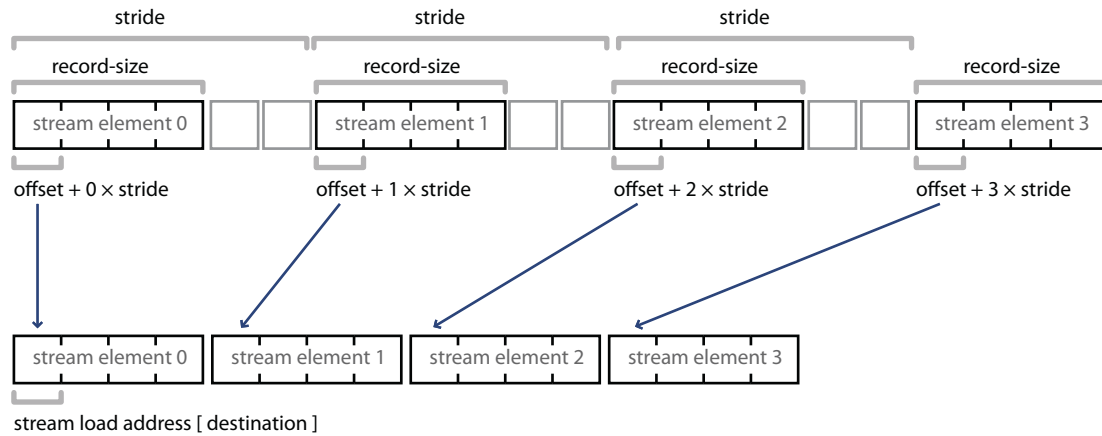 stride stride stride
record-size record-size record-size record-size
stream element 0 stream element 1 stream element 2 stream element 3
offset + 0 × stride offset + 1 × stride offset + 2 × stride offset + 3 × stride
stream element 0 stream element 1 stream element 2 stream element 3
stream load address [ destination ]